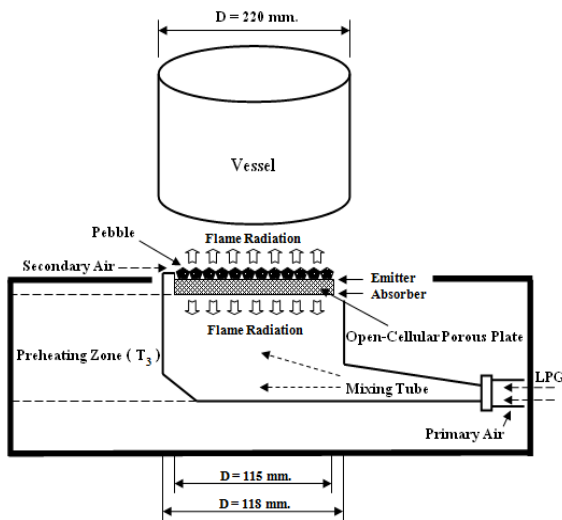 D = 220 mm.
Vessel
Pebble
Flame Radiation
Secondary Air
Emitter
Absorber
Flame Radiation
Open-Cellular Porous Plate
Preheating Zone ( T3 )
LPG
Mixing Tube
Primary Air
D = 115 mm.
D = 118 mm.